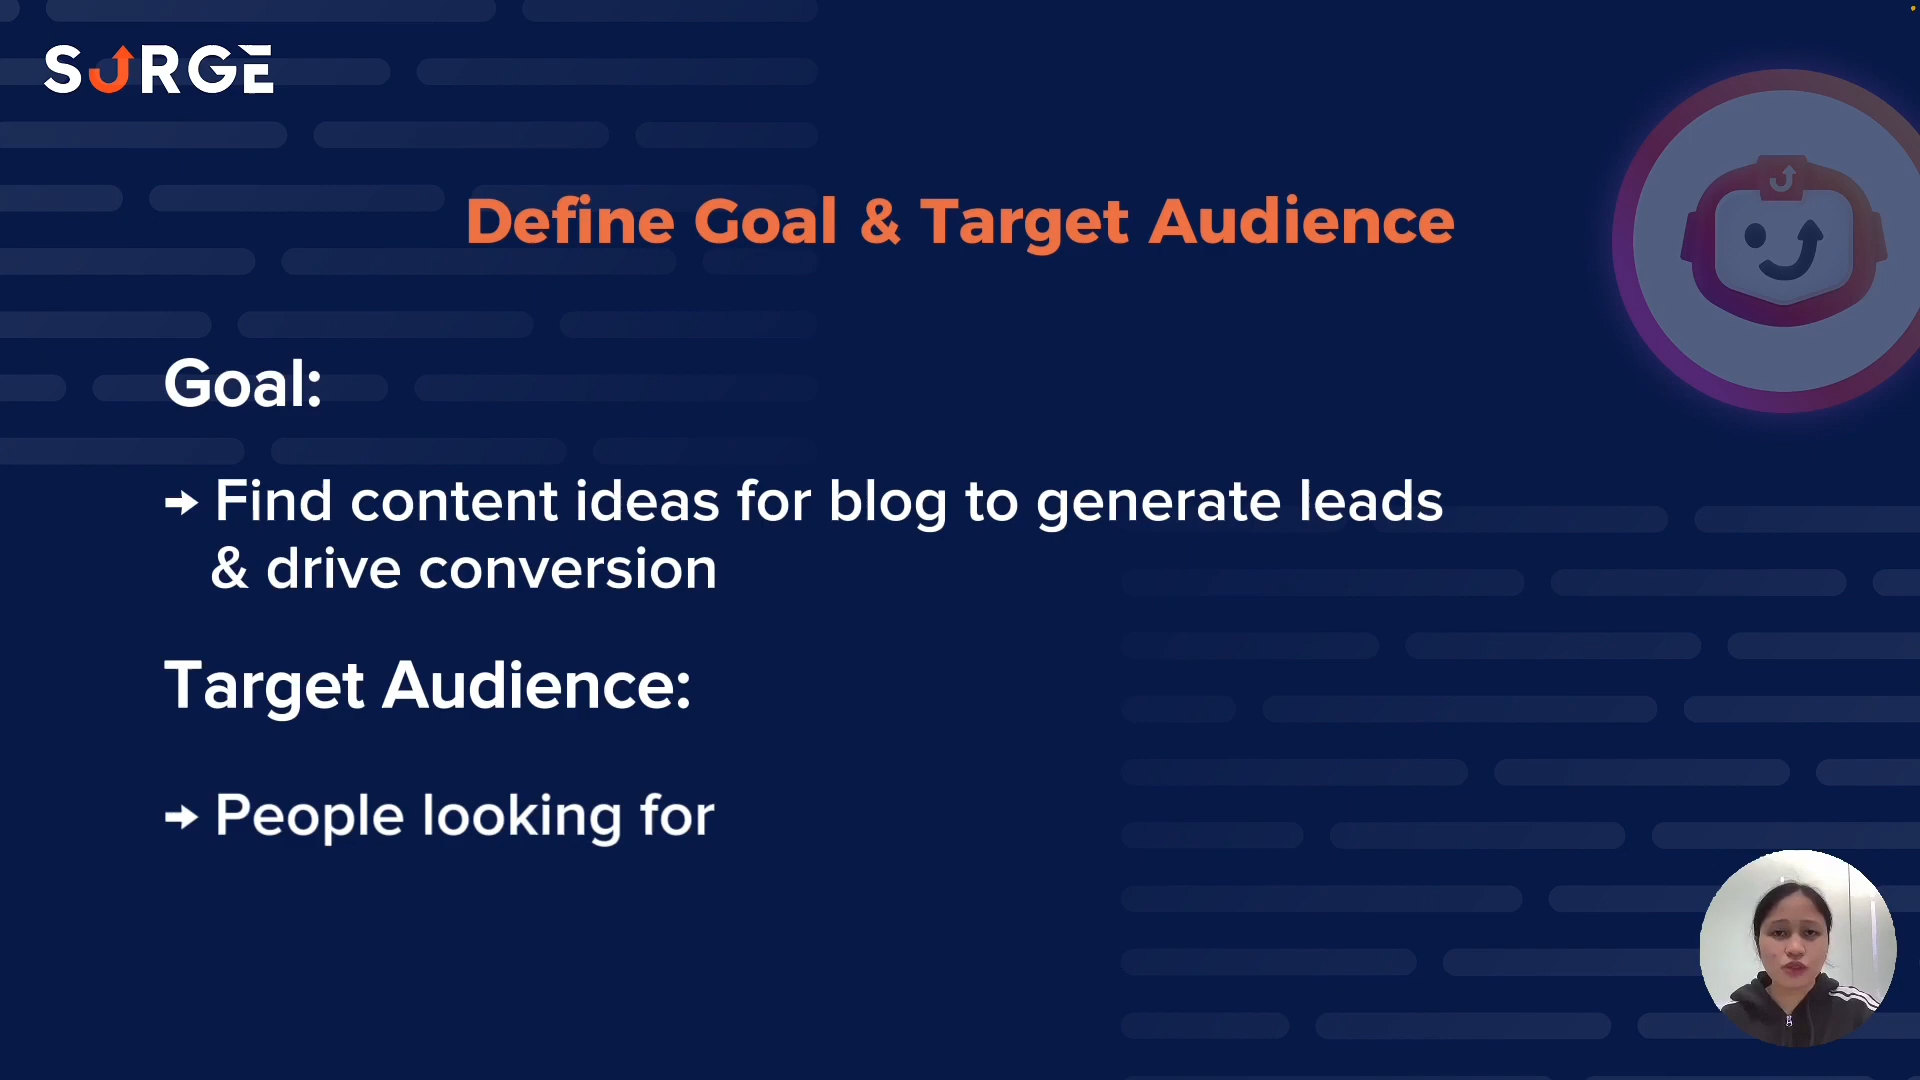 SURGE
Define Goal & Target Audience
Goal:
→ Find content ideas for blog to generate leads
& drive conversion
Target Audience:
→ People looking for